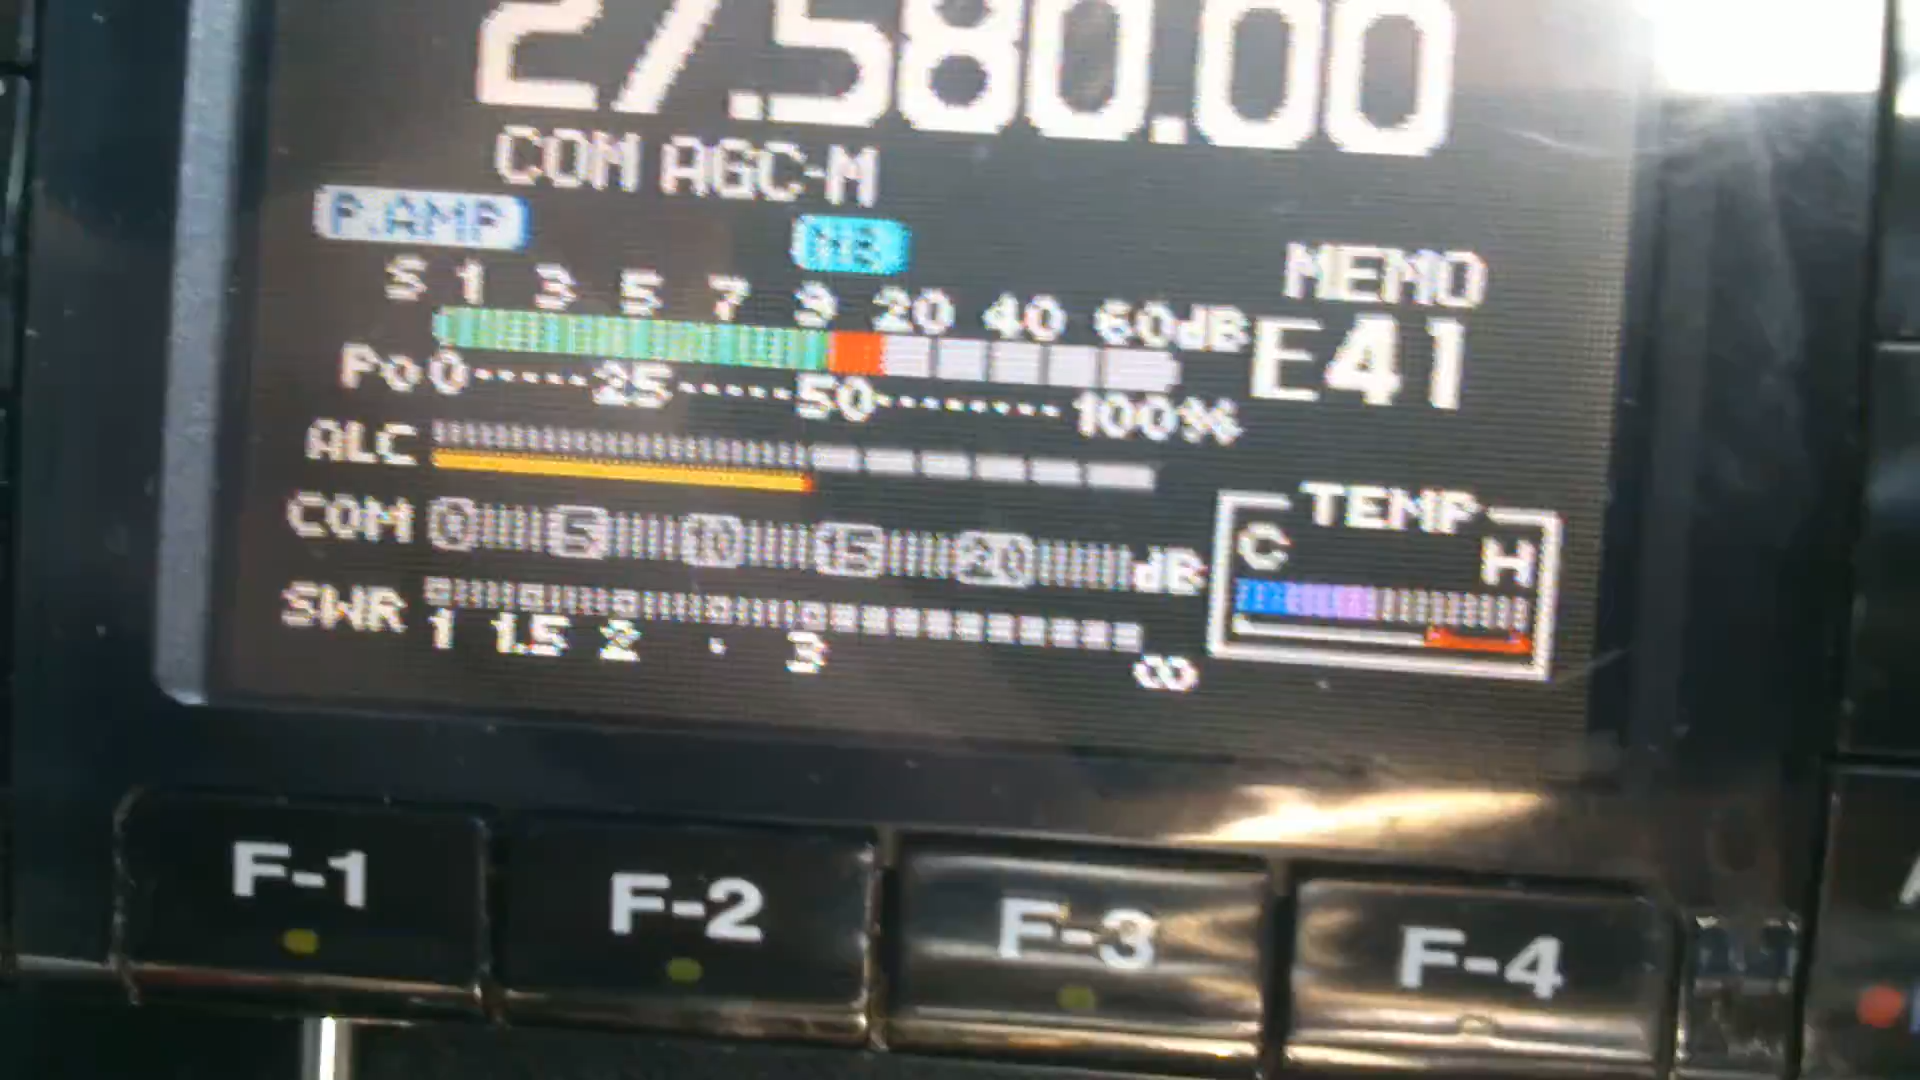 27.580.00
COM AGC-M
P.AMP NB
MEMO
S 1 3 5 7 9 20 40 60dB
E41
Po 0 25 50 100%
ALC
TEMP
COM 0 5 10 15 20 dB
C H
SWR 1 1.5 2 · 3 ∞
F-1 F-2 F-3 F-4